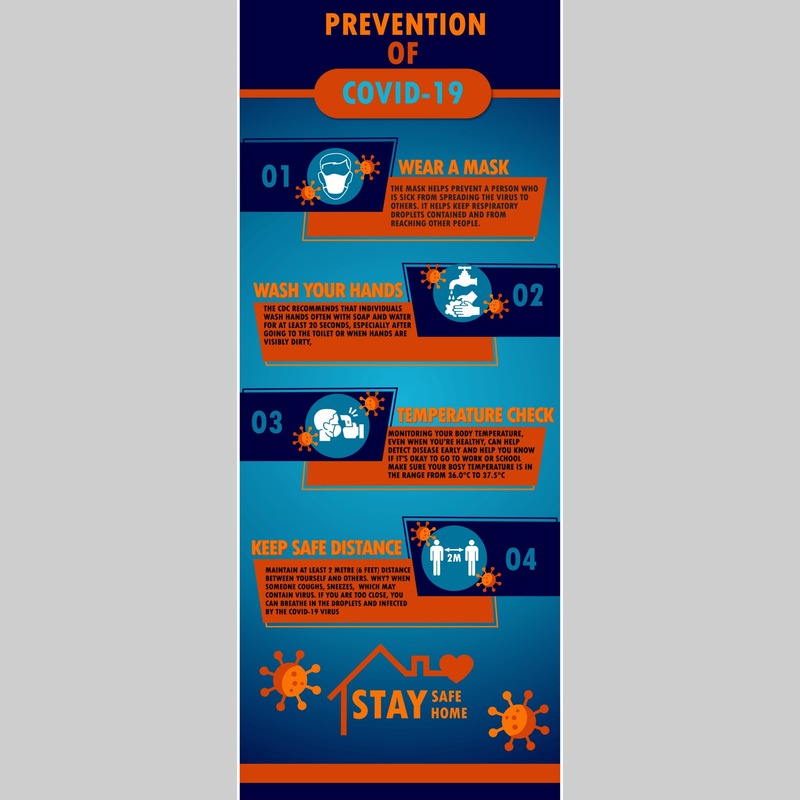 PREVENTION
OF
COVID-19
01
WEAR A MASK
THE MASK HELPS PREVENT A PERSON WHO
IS SICK FROM SPREADING THE VIRUS TO
OTHERS. IT HELPS KEEP RESPIRATORY
DROPLETS CONTAINED AND FROM
REACHING OTHER PEOPLE.
02
WASH YOUR HANDS
THE CDC RECOMMENDS THAT INDIVIDUALS
WASH HANDS OFTEN WITH SOAP AND WATER
FOR AT LEAST 20 SECONDS, ESPECIALLY AFTER
GOING TO THE TOILET OR WHEN HANDS ARE
VISIBLY DIRTY,
03
TEMPERATURE CHECK
MONITORING YOUR BODY TEMPERATURE,
EVEN WHEN YOU'RE HEALTHY, CAN HELP
DETECT DISEASE EARLY AND HELP YOU KNOW
IF IT'S OKAY TO GO TO WORK OR SCHOOL
MAKE SURE YOUR BOSY TEMPERATURE IS IN
THE RANGE FROM 36.0°C TO 37.5°C
04
2M
KEEP SAFE DISTANCE
MAINTAIN AT LEAST 2 METRE (6 FEET) DISTANCE
BETWEEN YOURSELF AND OTHERS. WHY? WHEN
SOMEONE COUGHS, SNEEZES, WHICH MAY
CONTAIN VIRUS. IF YOU ARE TOO CLOSE, YOU
CAN BREATHE IN THE DROPLETS AND INFECTED
BY THE COVID-19 VIRUS
STAY SAFE
HOME